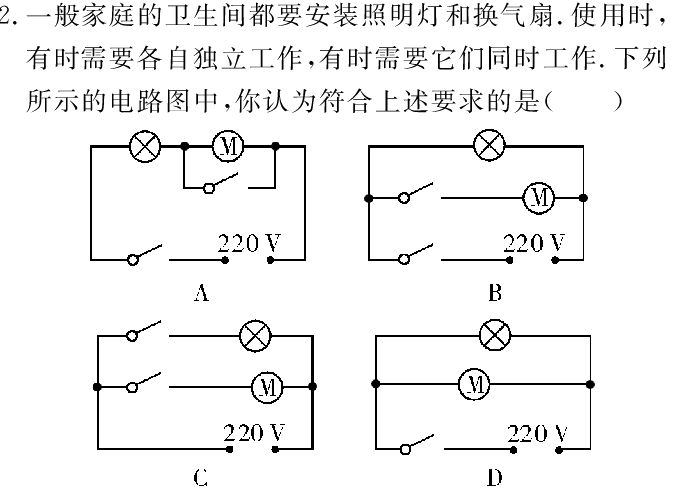 2. 一般家庭的卫生间都要安装照明灯和换气扇. 使用时,
有时需要各自独立工作,有时需要它们同时工作. 下列
所示的电路图中,你认为符合上述要求的是(　　)
M
220 V
A
M
220 V
B
M
220 V
C
M
220 V
D